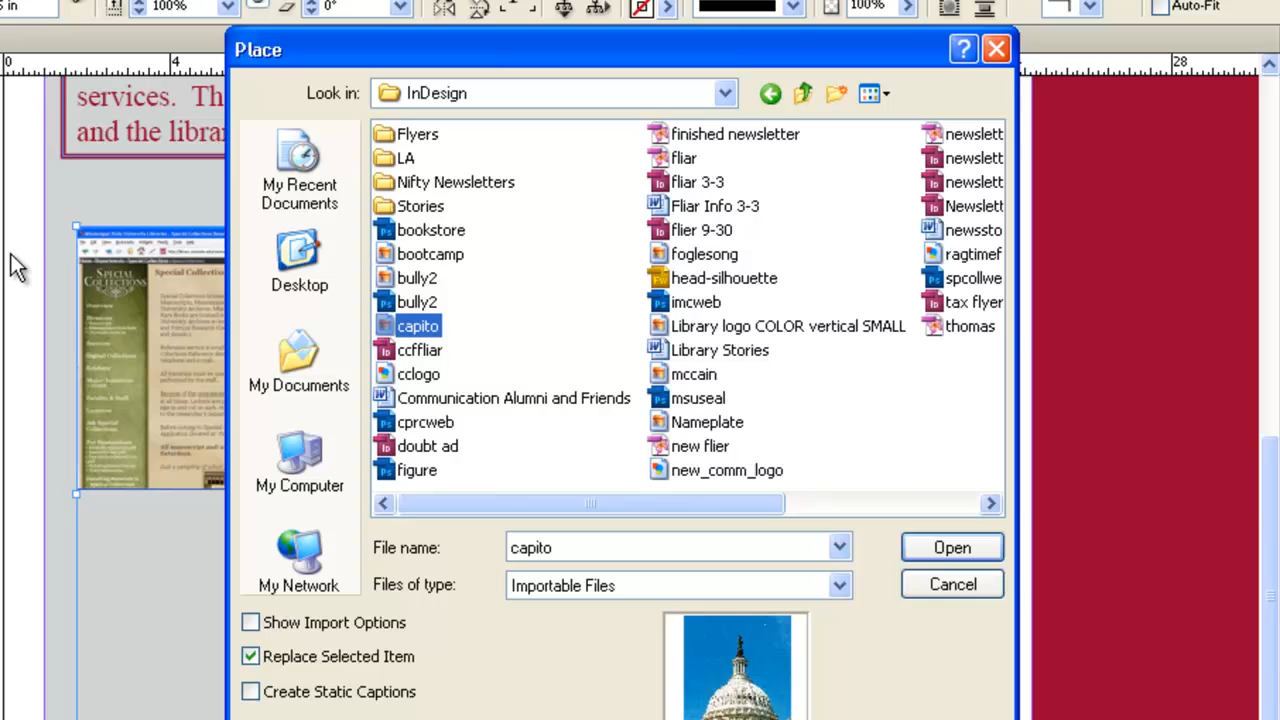 s in
100%
0°
100%
Auto-Fit
Place
0
4
28
services. Th
and the librar
Look in:
InDesign
My Recent
Documents
Desktop
My Documents
My Computer
My Network
Flyers
LA
Nifty Newsletters
Stories
bookstore
bootcamp
bully2
bully2
capito
ccffliar
cclogo
Communication Alumni and Friends
cprcweb
doubt ad
figure
finished newsletter
fliar
fliar 3-3
Fliar Info 3-3
flier 9-30
foglesong
head-silhouette
imcweb
Library logo COLOR vertical SMALL
Library Stories
mccain
msuseal
Nameplate
new flier
new_comm_logo
newslett
newslett
newslett
Newslett
newssto
ragtimef
spcollwe
tax flyer
thomas
File name:
capito
Open
Files of type:
Importable Files
Cancel
Show Import Options
Replace Selected Item
Create Static Captions
SPECIAL
COLLECTIONS
Special Collection